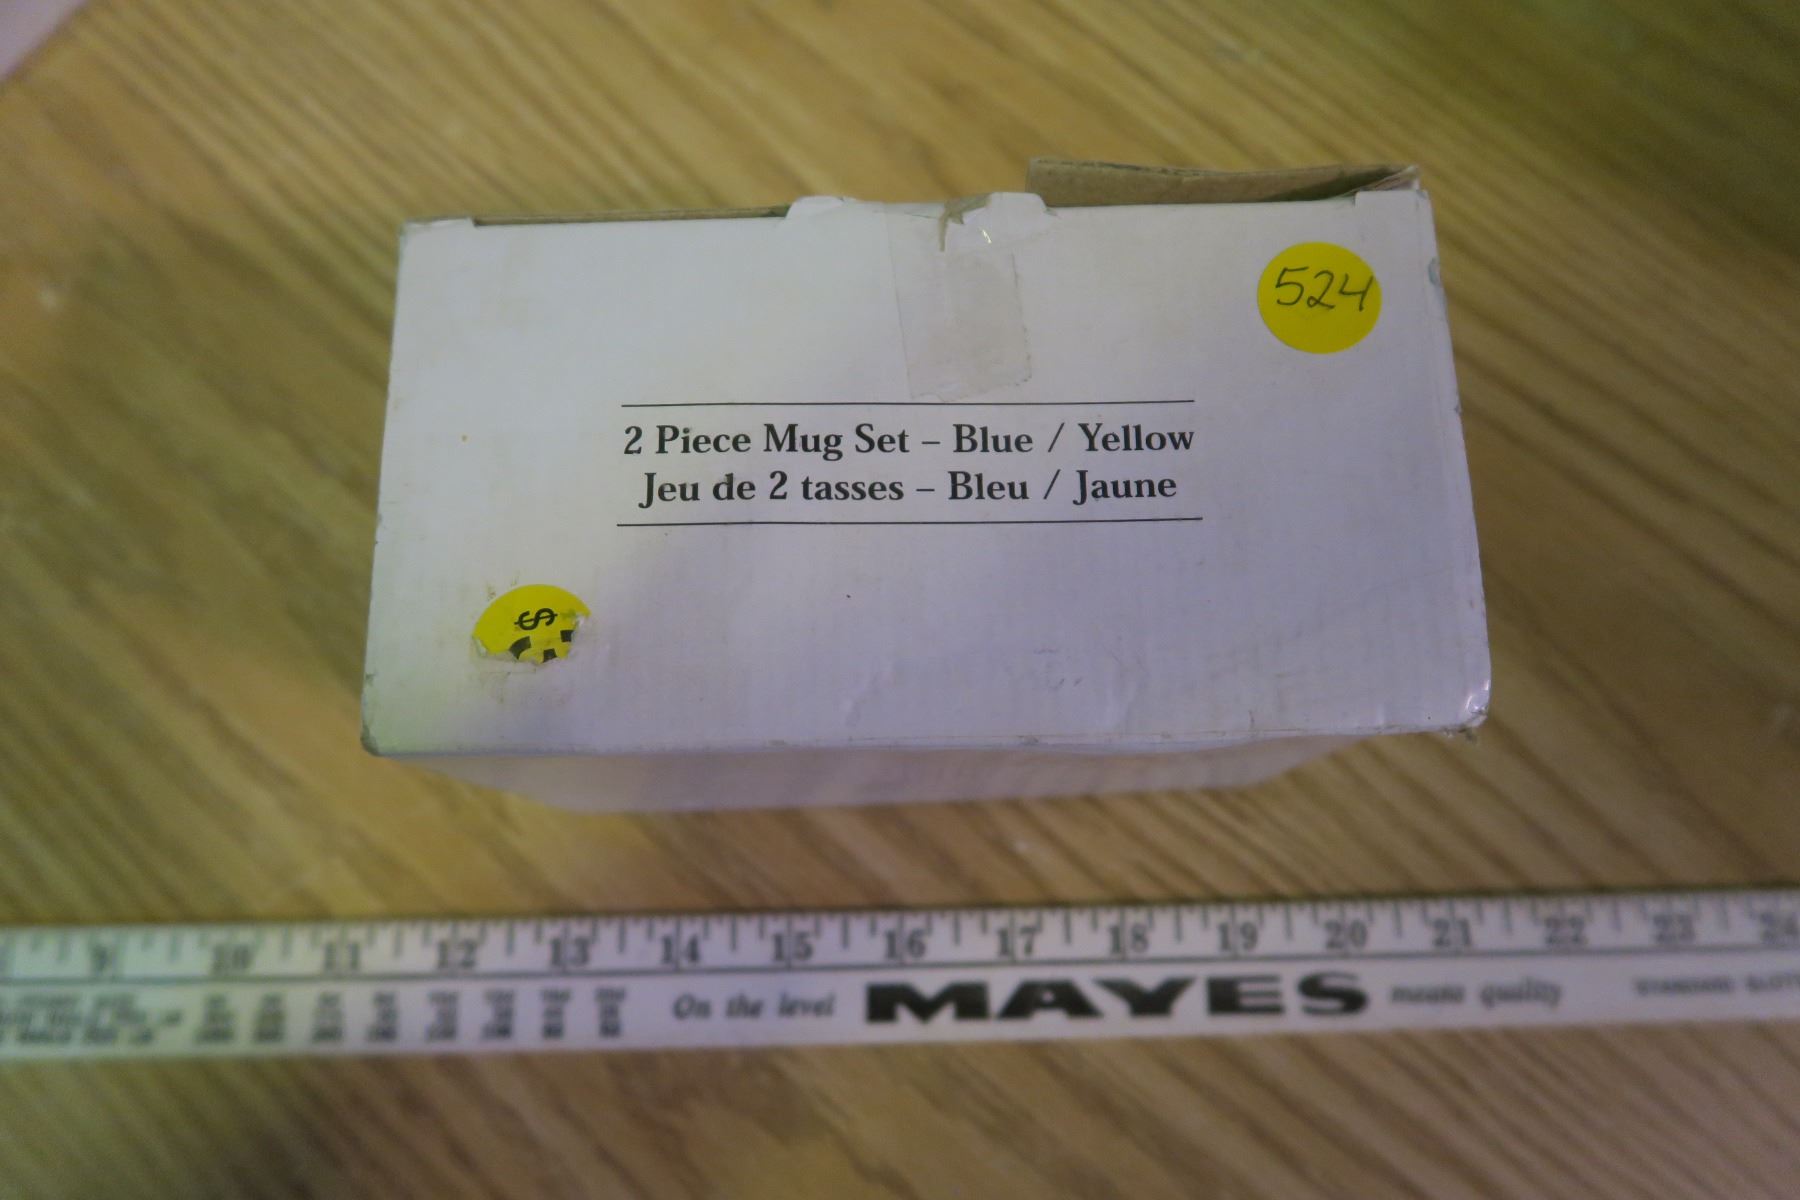 524
2 Piece Mug Set – Blue / Yellow
Jeu de 2 tasses – Bleu / Jaune
$
9 10 11 12 13 14 15 16 17 18 19 20 21 22 23 24
On the level MAYES means quality STANDARD